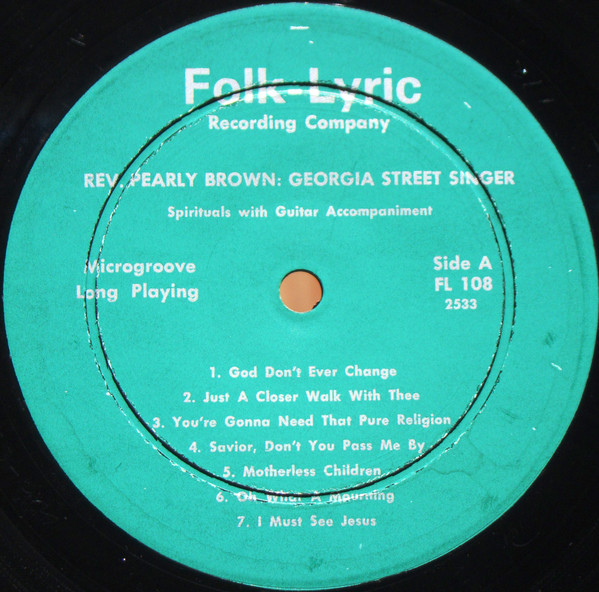 Folk-Lyric
Recording Company
REV. PEARLY BROWN: GEORGIA STREET SINGER
Spirituals with Guitar Accompaniment
Microgroove
Long Playing
Side A
FL 108
2533
1. God Don't Ever Change
2. Just A Closer Walk With Thee
3. You're Gonna Need That Pure Religion
4. Savior, Don't You Pass Me By
5. Motherless Children
6. Oh What A Mourning
7. I Must See Jesus